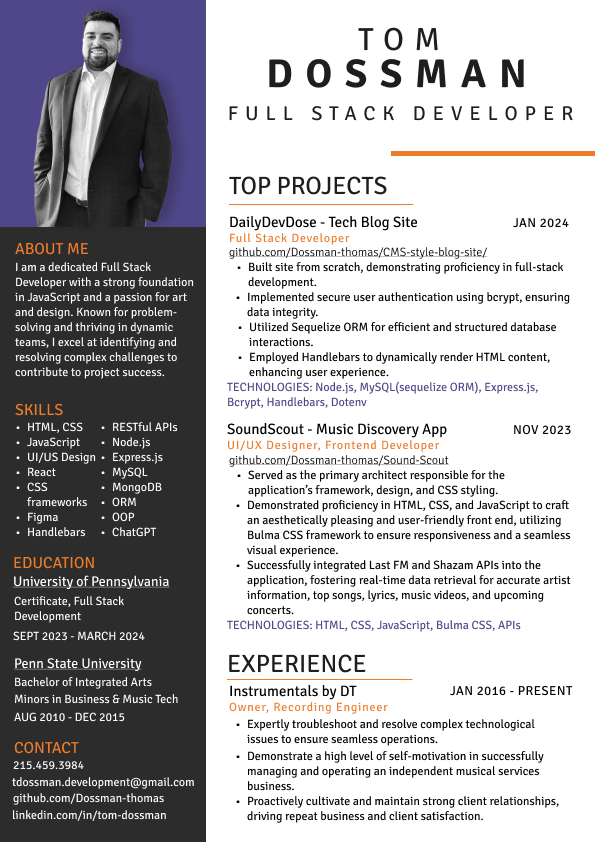 TOM
DOSSMAN
FULL STACK DEVELOPER
ABOUT ME
I am a dedicated Full Stack
Developer with a strong foundation
in JavaScript and a passion for art
and design. Known for problem-
solving and thriving in dynamic
teams, I excel at identifying and
resolving complex challenges to
contribute to project success.
SKILLS
• HTML, CSS
• JavaScript
• UI/US Design
• React
• CSS
frameworks
• Figma
• Handlebars
• RESTful APIs
• Node.js
• Express.js
• MySQL
• MongoDB
• ORM
• OOP
• ChatGPT
EDUCATION
University of Pennsylvania
Certificate, Full Stack
Development
SEPT 2023 - MARCH 2024
Penn State University
Bachelor of Integrated Arts
Minors in Business & Music Tech
AUG 2010 - DEC 2015
CONTACT
215.459.3984
tdossman.development@gmail.com
github.com/Dossman-thomas
linkedin.com/in/tom-dossman
TOP PROJECTS
DailyDevDose - Tech Blog Site JAN 2024
Full Stack Developer
github.com/Dossman-thomas/CMS-style-blog-site/
• Built site from scratch, demonstrating proficiency in full-stack
development.
• Implemented secure user authentication using bcrypt, ensuring
data integrity.
• Utilized Sequelize ORM for efficient and structured database
interactions.
• Employed Handlebars to dynamically render HTML content,
enhancing user experience.
TECHNOLOGIES: Node.js, MySQL(sequelize ORM), Express.js,
Bcrypt, Handlebars, Dotenv
SoundScout - Music Discovery App NOV 2023
UI/UX Designer, Frontend Developer
github.com/Dossman-thomas/Sound-Scout
• Served as the primary architect responsible for the
application's framework, design, and CSS styling.
• Demonstrated proficiency in HTML, CSS, and JavaScript to craft
an aesthetically pleasing and user-friendly front end, utilizing
Bulma CSS framework to ensure responsiveness and a seamless
visual experience.
• Successfully integrated Last FM and Shazam APIs into the
application, fostering real-time data retrieval for accurate artist
information, top songs, lyrics, music videos, and upcoming
concerts.
TECHNOLOGIES: HTML, CSS, JavaScript, Bulma CSS, APIs
EXPERIENCE
Instrumentals by DT JAN 2016 - PRESENT
Owner, Recording Engineer
• Expertly troubleshoot and resolve complex technological
issues to ensure seamless operations.
• Demonstrate a high level of self-motivation in successfully
managing and operating an independent musical services
business.
• Proactively cultivate and maintain strong client relationships,
driving repeat business and client satisfaction.